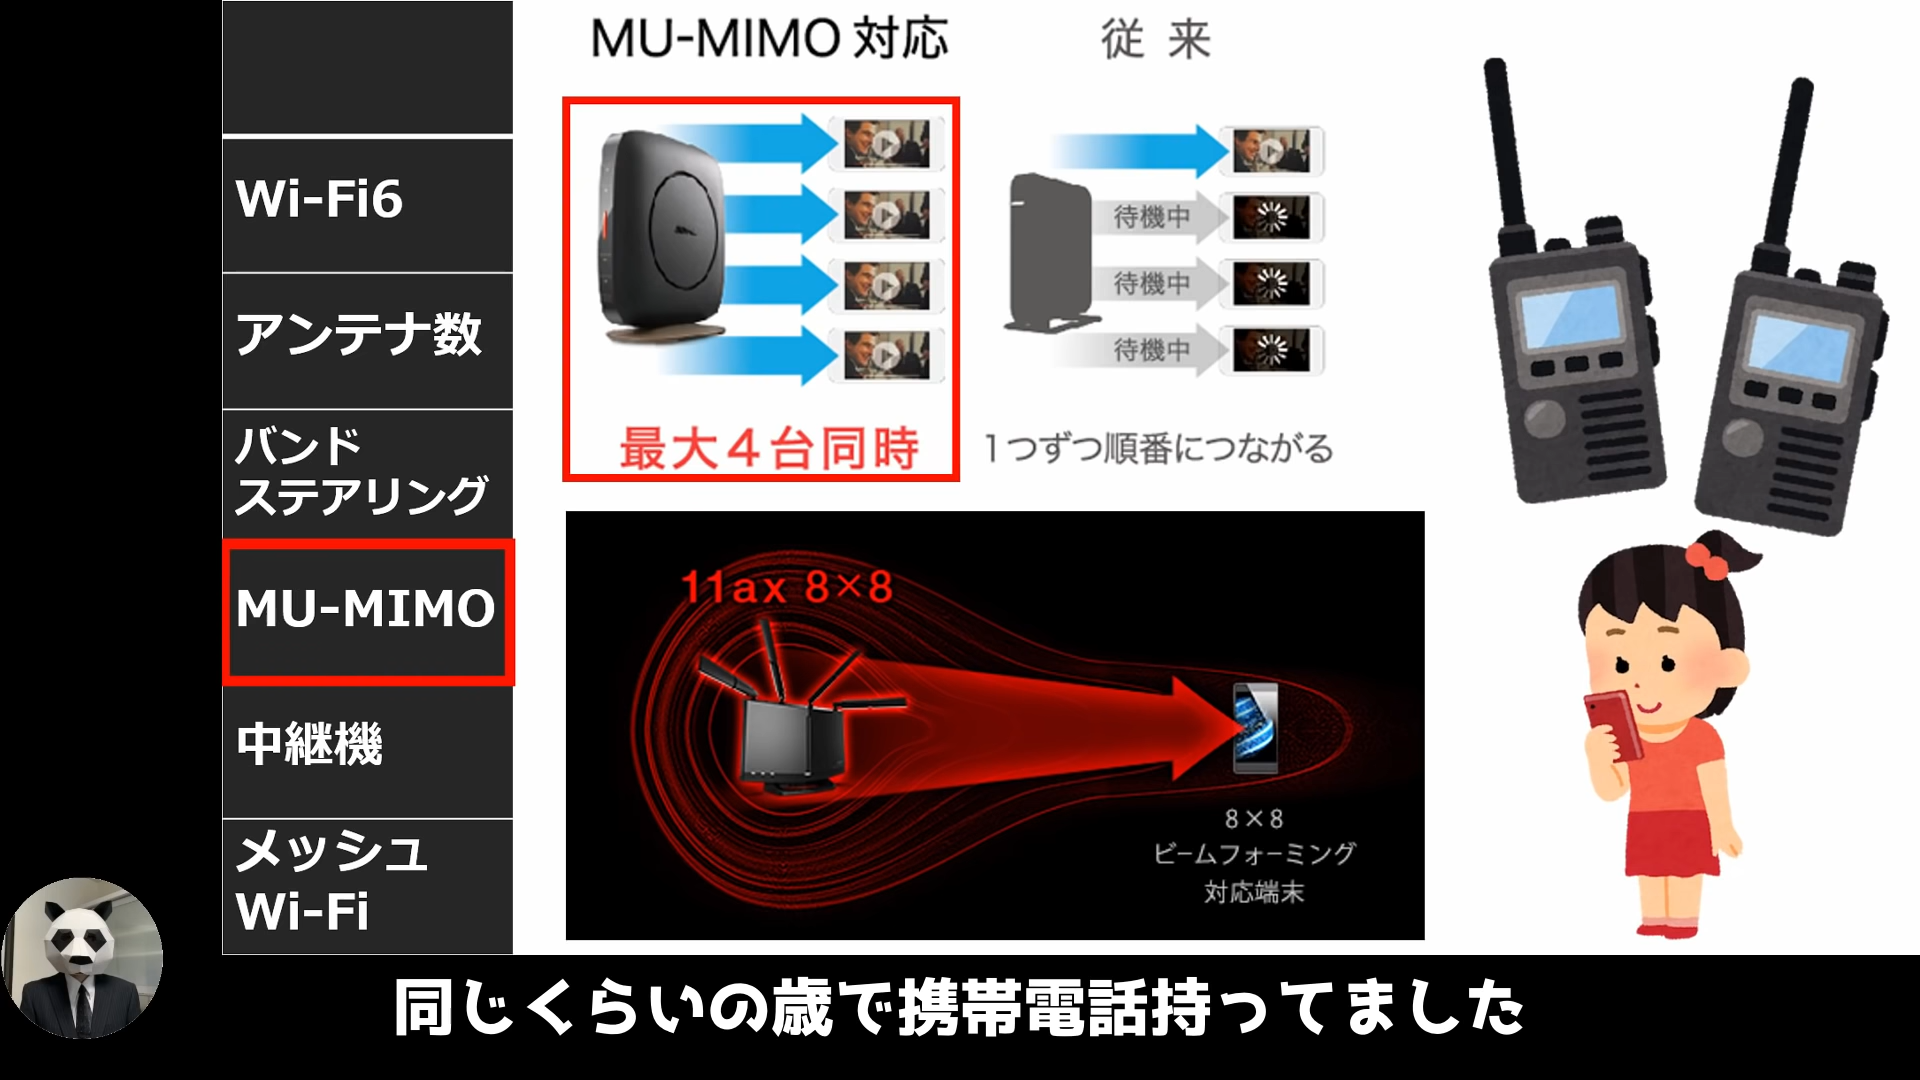 Wi-Fi6
アンテナ数
バンド
ステアリング
MU-MIMO
中継機
メッシュ
Wi-Fi
MU-MIMO 対応
従来
待機中
待機中
待機中
最大4台同時
1つずつ順番につながる
11ax 8×8
8×8
ビームフォーミング
対応端末
同じくらいの歳で携帯電話持ってました